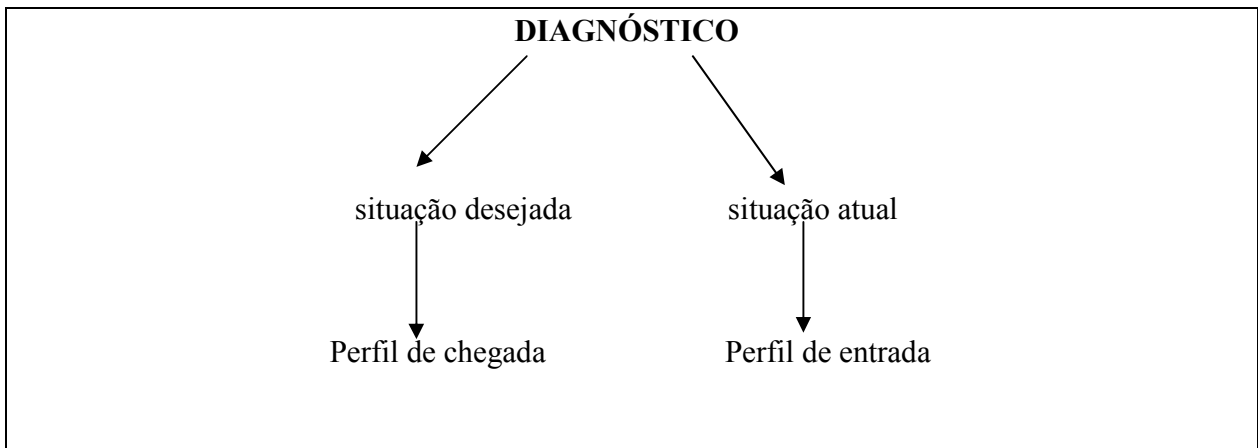 DIAGNÓSTICO
situação desejada situação atual
Perfil de chegada Perfil de entrada